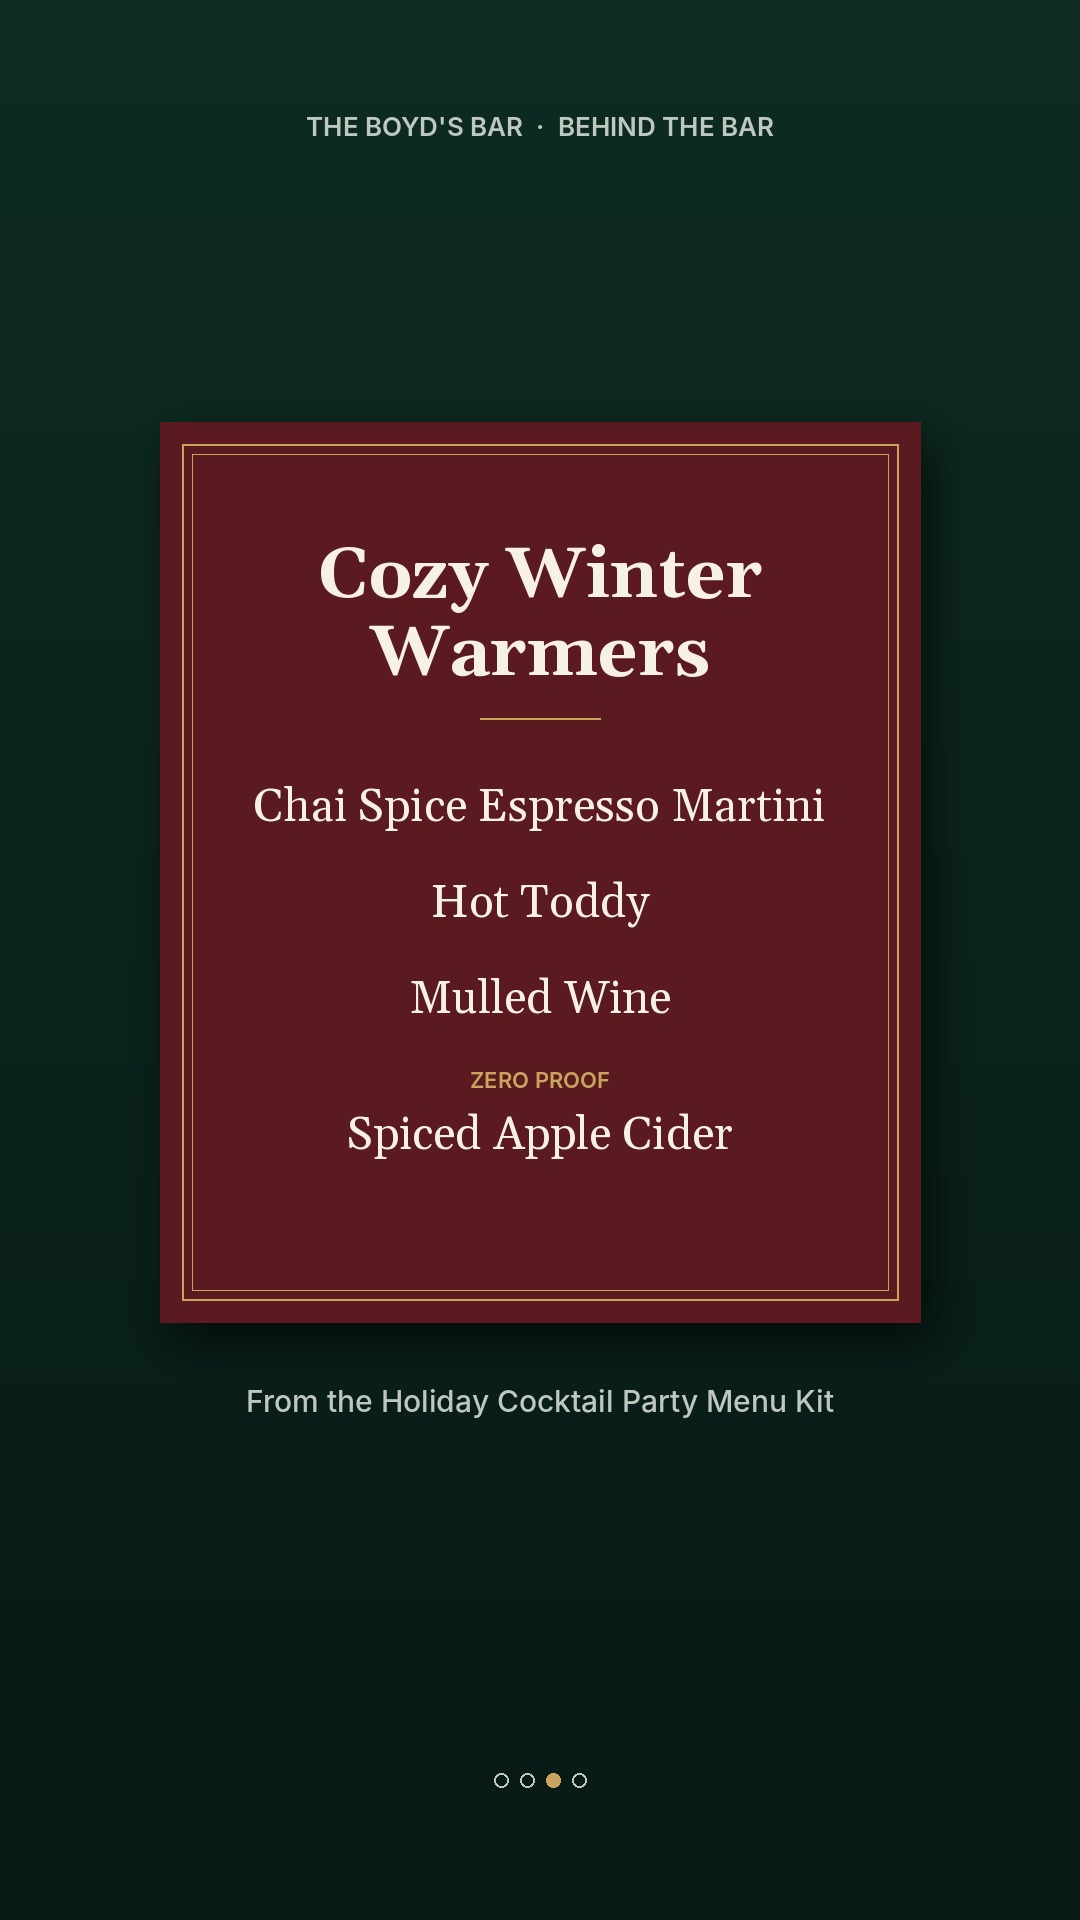 THE BOYD'S BAR · BEHIND THE BAR
Cozy Winter
Warmers
Chai Spice Espresso Martini
Hot Toddy
Mulled Wine
ZERO PROOF
Spiced Apple Cider
From the Holiday Cocktail Party Menu Kit